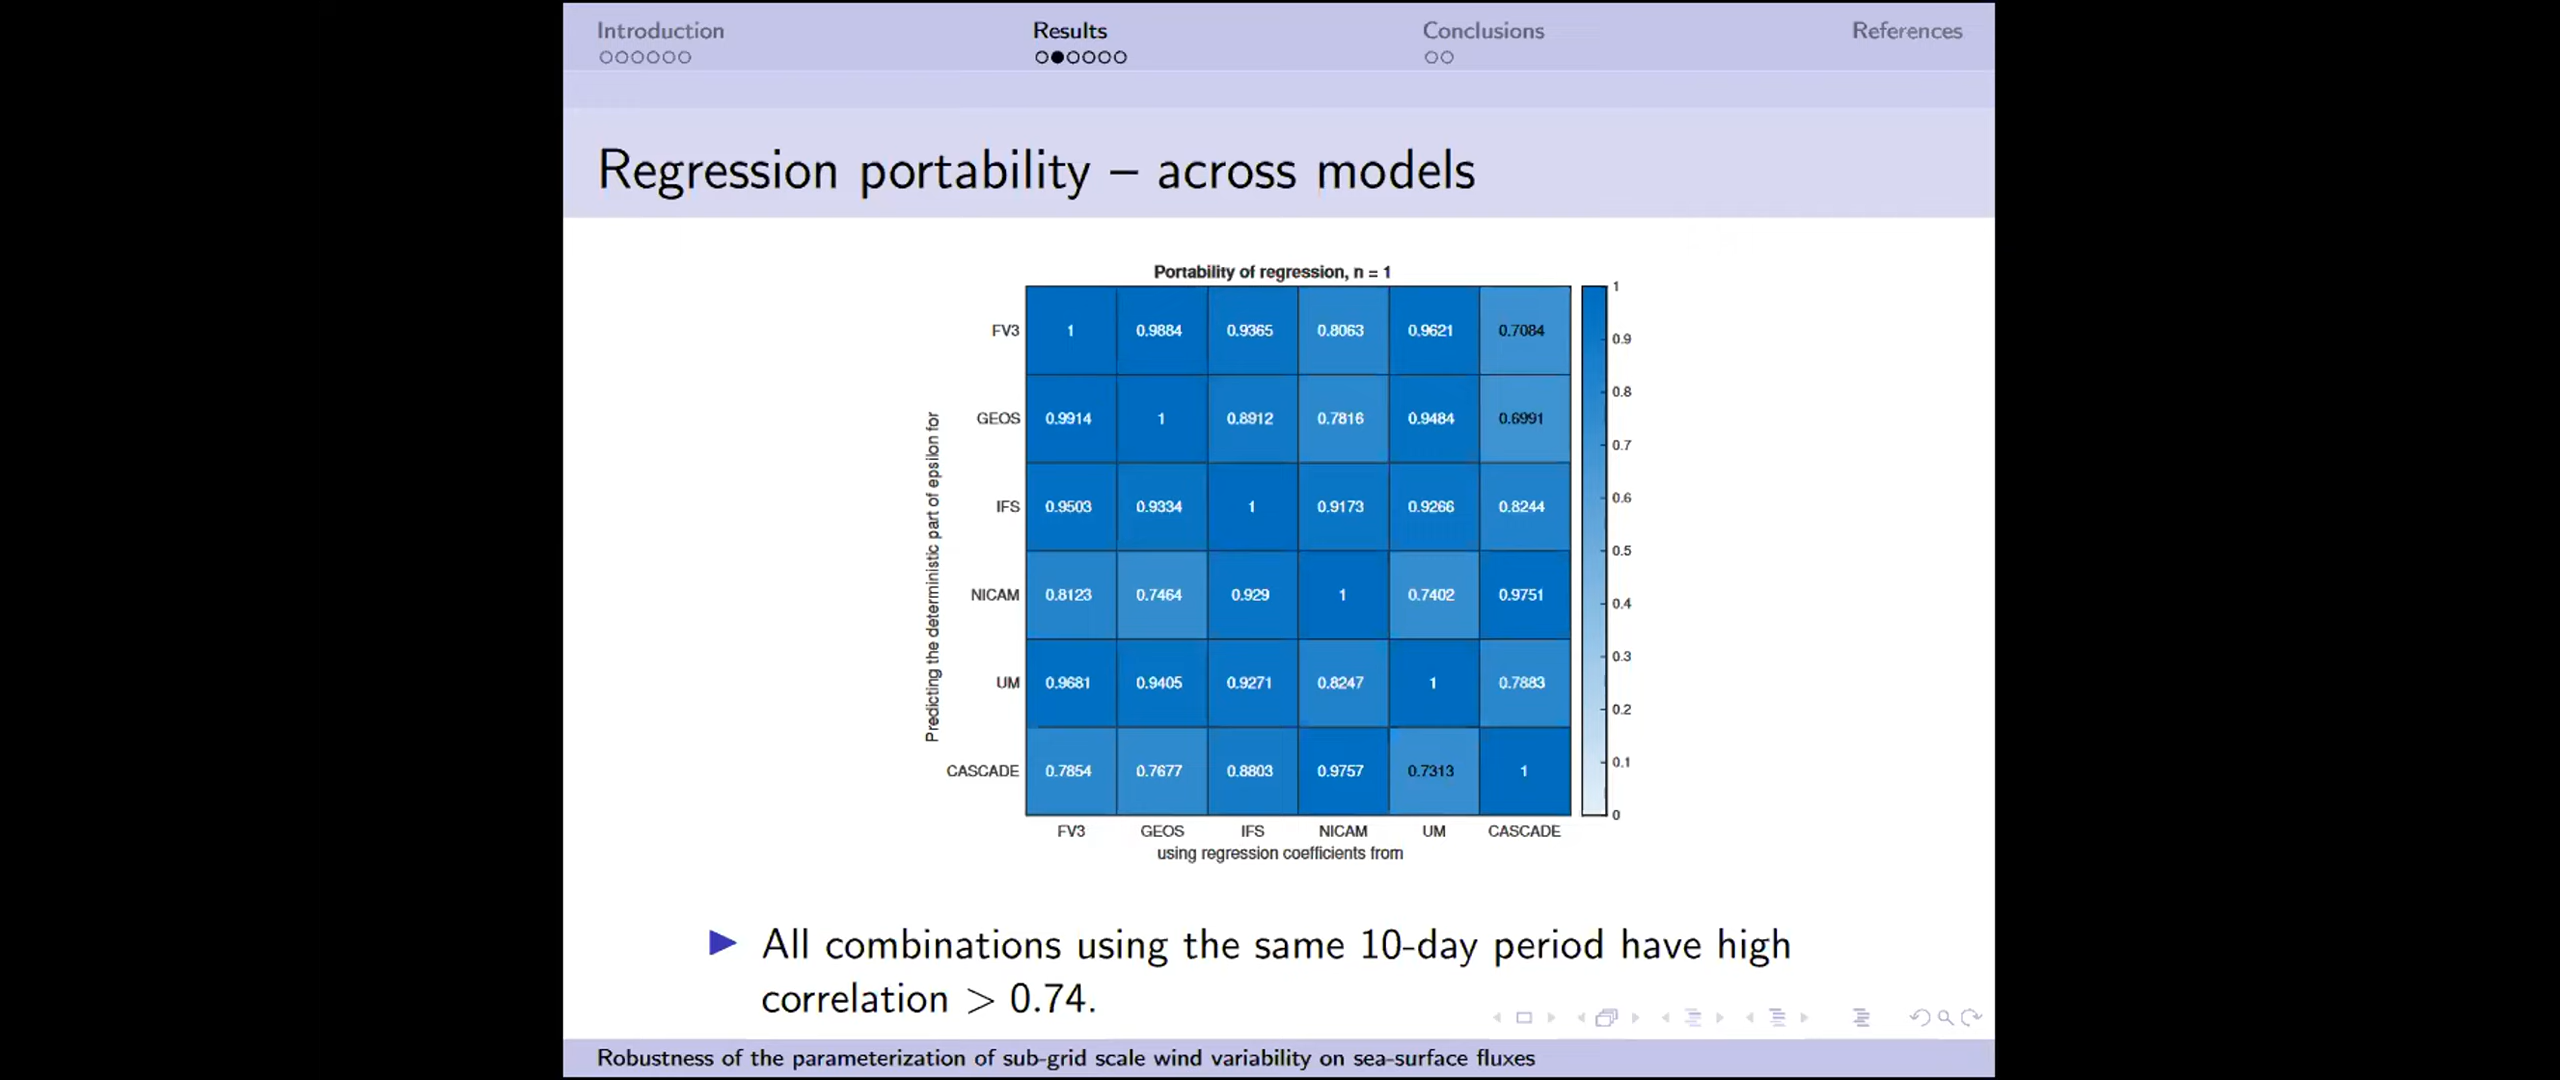 Introduction Results Conclusions References
Regression portability – across models
Portability of regression, n = 1
Predicting the deterministic part of epsilon for
FV3 1 0.9884 0.9365 0.8063 0.9621 0.7084
GEOS 0.9914 1 0.8912 0.7816 0.9484 0.6991
IFS 0.9503 0.9334 1 0.9173 0.9266 0.8244
NICAM 0.8123 0.7464 0.929 1 0.7402 0.9751
UM 0.9681 0.9405 0.9271 0.8247 1 0.7883
CASCADE 0.7854 0.7677 0.8803 0.9757 0.7313 1
FV3 GEOS IFS NICAM UM CASCADE
using regression coefficients from
1
0.9
0.8
0.7
0.6
0.5
0.4
0.3
0.2
0.1
0
All combinations using the same 10-day period have high
correlation > 0.74.
Robustness of the parameterization of sub-grid scale wind variability on sea-surface fluxes